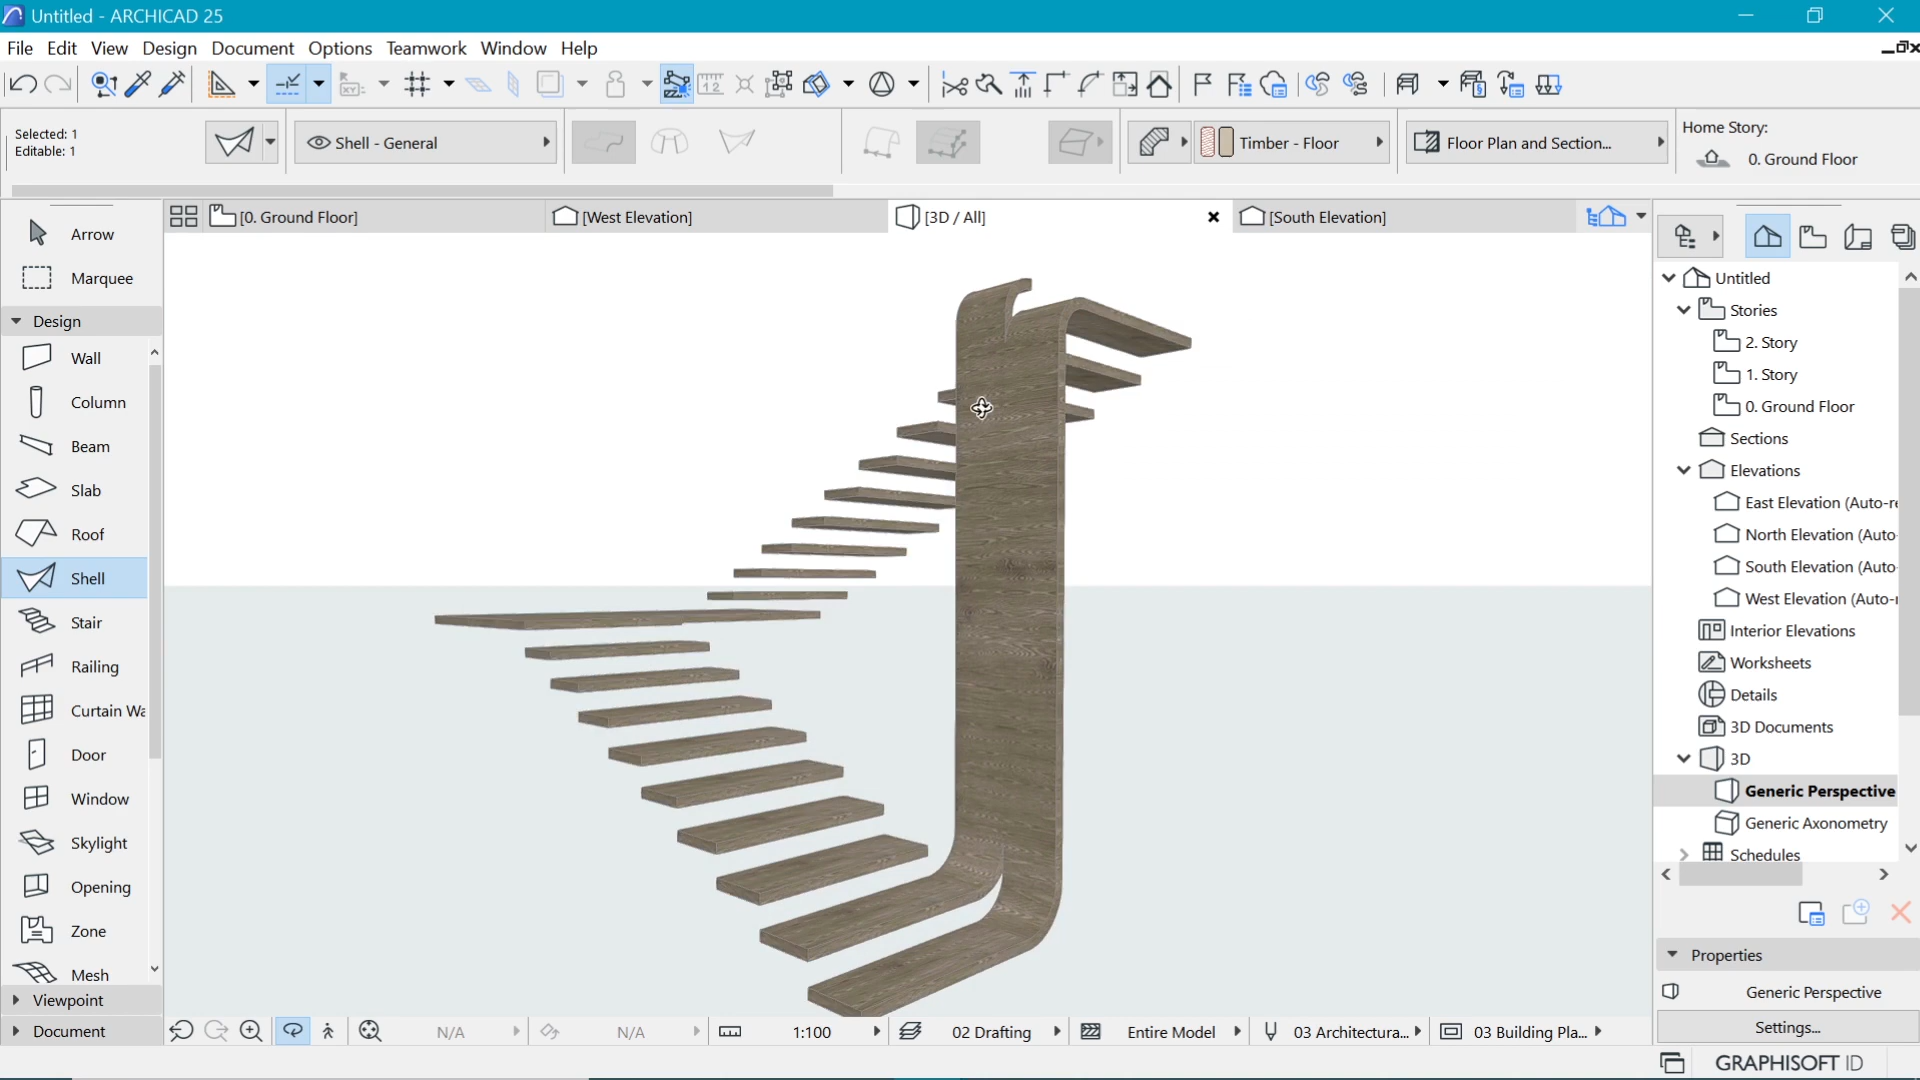 Untitled - ARCHICAD 25
File Edit View Design Document Options Teamwork Window Help
Selected: 1
Editable: 1
Shell - General
Timber - Floor
Floor Plan and Section...
Home Story:
0. Ground Floor
[0. Ground Floor]
[West Elevation]
[3D / All]
[South Elevation]
Arrow
Marquee
Design
Wall
Column
Beam
Slab
Roof
Shell
Stair
Railing
Curtain Wa
Door
Window
Skylight
Opening
Zone
Mesh
Viewpoint
Document
Untitled
Stories
2. Story
1. Story
0. Ground Floor
Sections
Elevations
East Elevation (Auto-re
North Elevation (Auto-
South Elevation (Auto-
West Elevation (Auto-r
Interior Elevations
Worksheets
Details
3D Documents
3D
Generic Perspective
Generic Axonometry
Schedules
Properties
Generic Perspective
Settings...
N/A
N/A
1:100
02 Drafting
Entire Model
03 Architectura...
03 Building Pla...
GRAPHISOFT ID